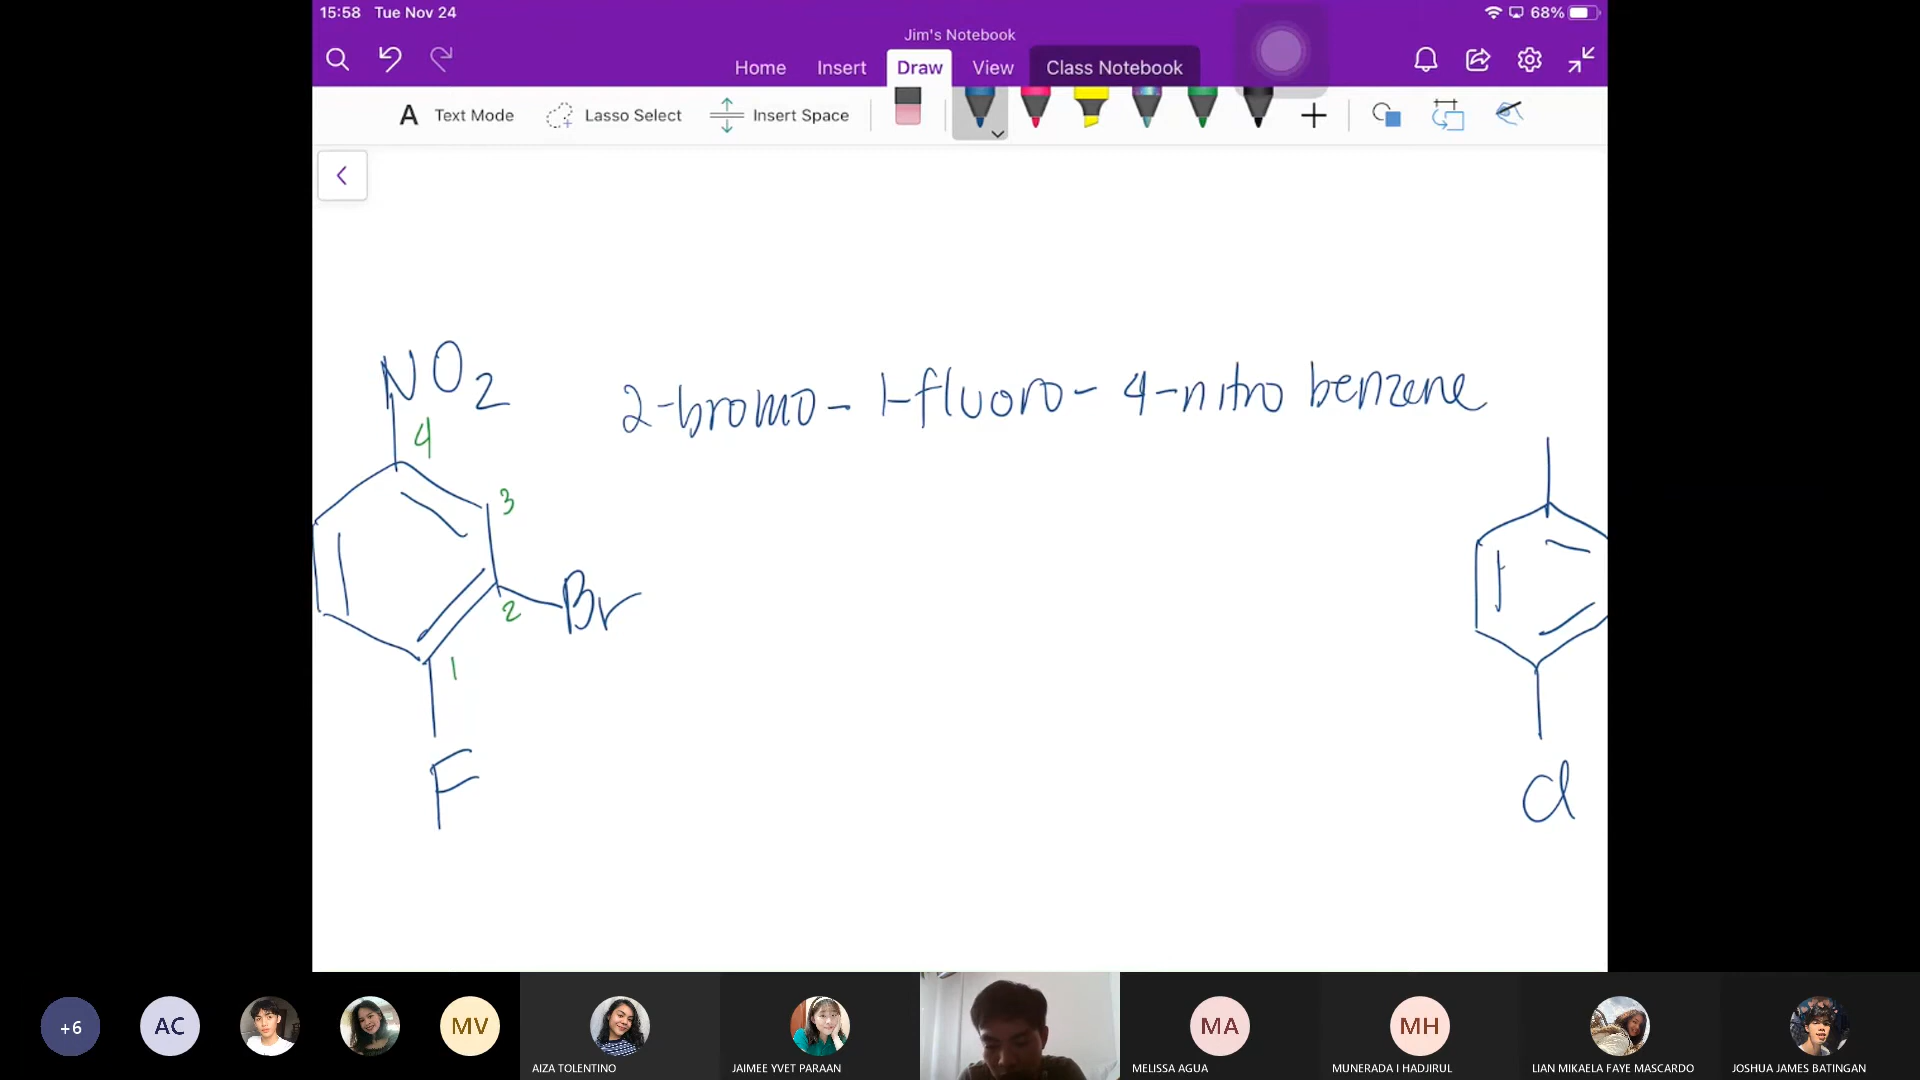 15:58 Tue Nov 24
68%
Jim's Notebook
Home Insert Draw View Class Notebook
A Text Mode Lasso Select Insert Space
NO2
2-bromo-1-fluoro-4-nitro benzene
4
3
2
Br
1
F
Cl
+6
AC
MV
AIZA TOLENTINO
JAIMEE YVET PARAAN
MA
MELISSA AGUA
MH
MUNERADA I HADJIRUL
LIAN MIKAELA FAYE MASCARDO
JOSHUA JAMES BATINGAN